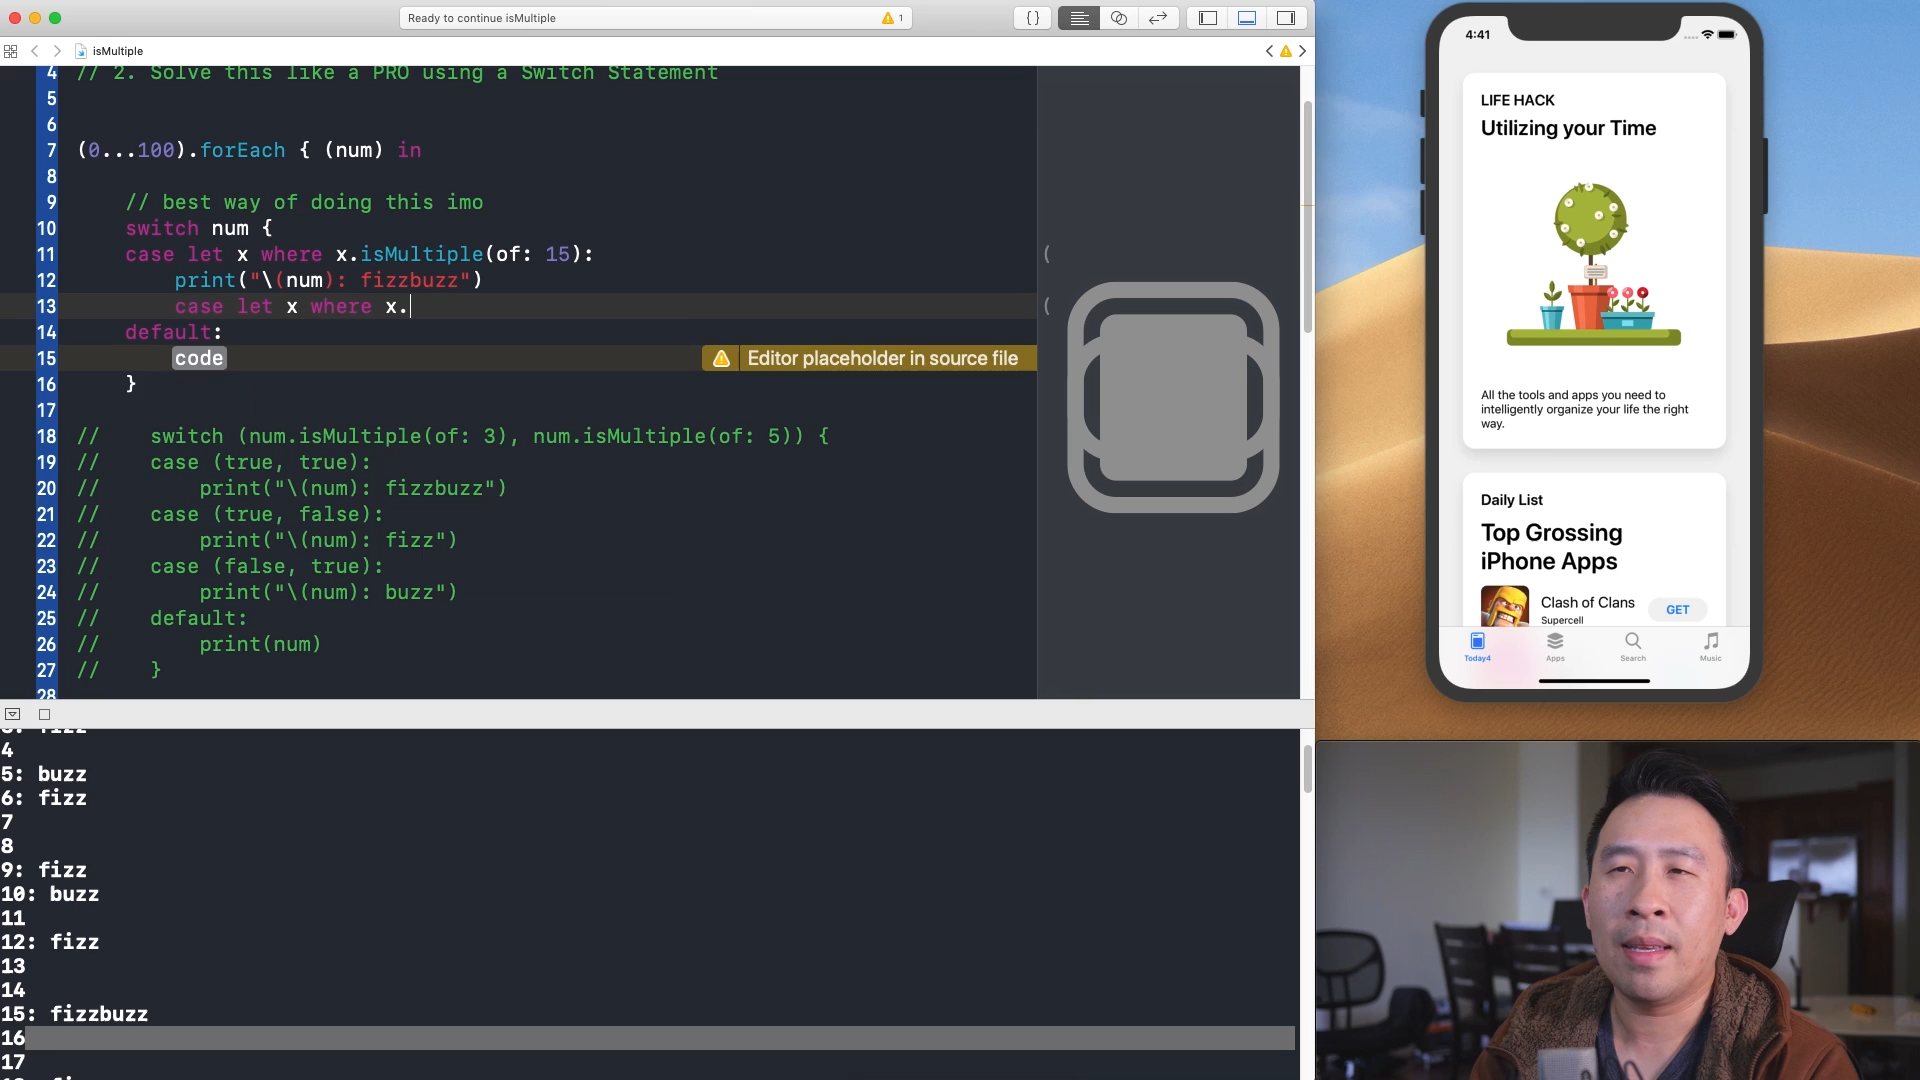 Ready to continue isMultiple
1
{}
isMultiple
4 // 2. Solve this like a PRO using a Switch Statement
5
6
7 (0...100).forEach { (num) in
8
9 // best way of doing this imo
10 switch num {
11 case let x where x.isMultiple(of: 15):
12 print("\(num): fizzbuzz")
13 case let x where x.
14 default:
15 code
Editor placeholder in source file
16 }
17
18 // switch (num.isMultiple(of: 3), num.isMultiple(of: 5)) {
19 // case (true, true):
20 // print("\(num): fizzbuzz")
21 // case (true, false):
22 // print("\(num): fizz")
23 // case (false, true):
24 // print("\(num): buzz")
25 // default:
26 // print(num)
27 // }
28
(
(
4
5: buzz
6: fizz
7
8
9: fizz
10: buzz
11
12: fizz
13
14
15: fizzbuzz
16
17
4:41
LIFE HACK
Utilizing your Time
All the tools and apps you need to
intelligently organize your life the right
way.
Daily List
Top Grossing
iPhone Apps
Clash of Clans
Supercell
GET
Today4
Apps
Search
Music